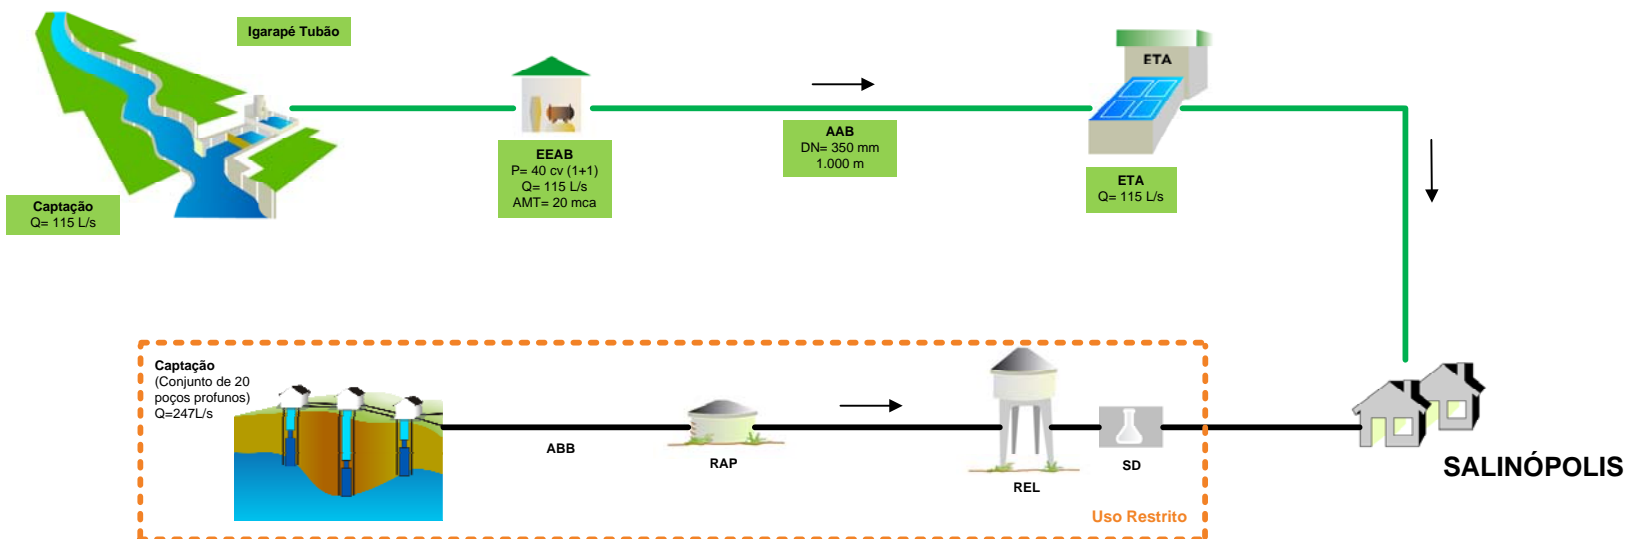 Igarapé Tubão
ETA
EEAB
P= 40 cv (1+1)
Q= 115 L/s
AMT= 20 mca
AAB
DN= 350 mm
1.000 m
ETA
Q= 115 L/s
Captação
Q= 115 L/s
Captação
(Conjunto de 20
poços profunos)
Q=247L/s
ABB
RAP
REL
SD
SALINÓPOLIS
Uso Restrito